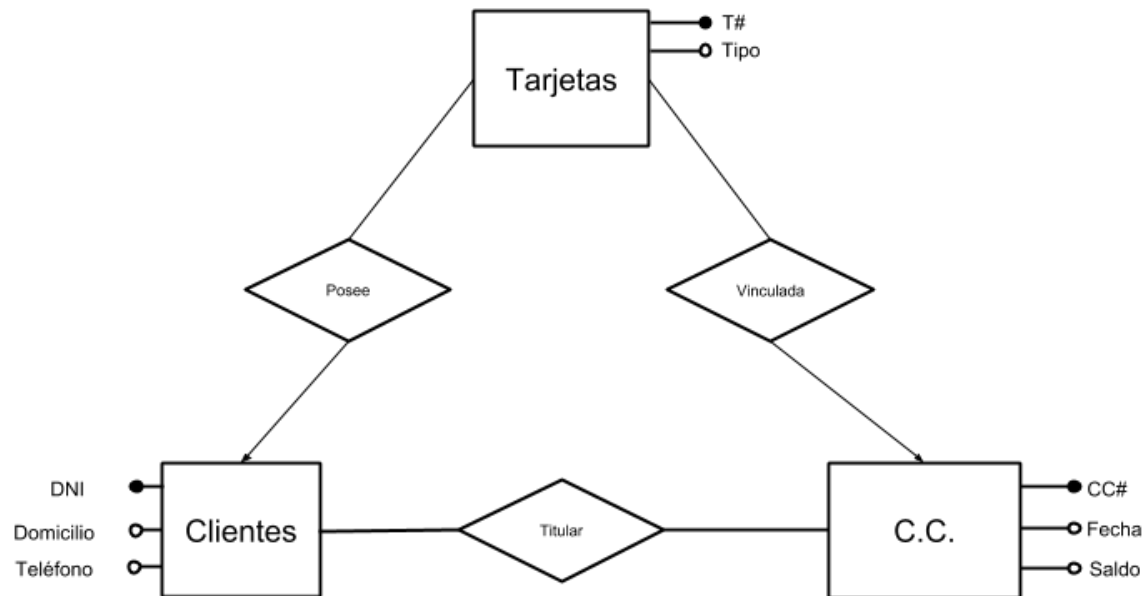 T#
Tipo
Tarjetas
Posee
Vinculada
DNI
Domicilio
Teléfono
Clientes
Titular
C.C.
CC#
Fecha
Saldo